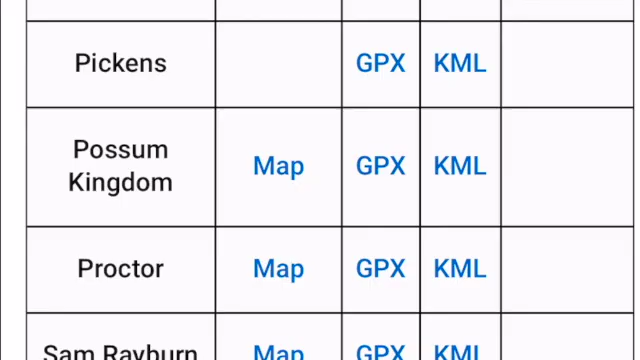 Pickens GPX KML
Possum
Kingdom Map GPX KML
Proctor Map GPX KML
Sam Rayburn Map GPX KML